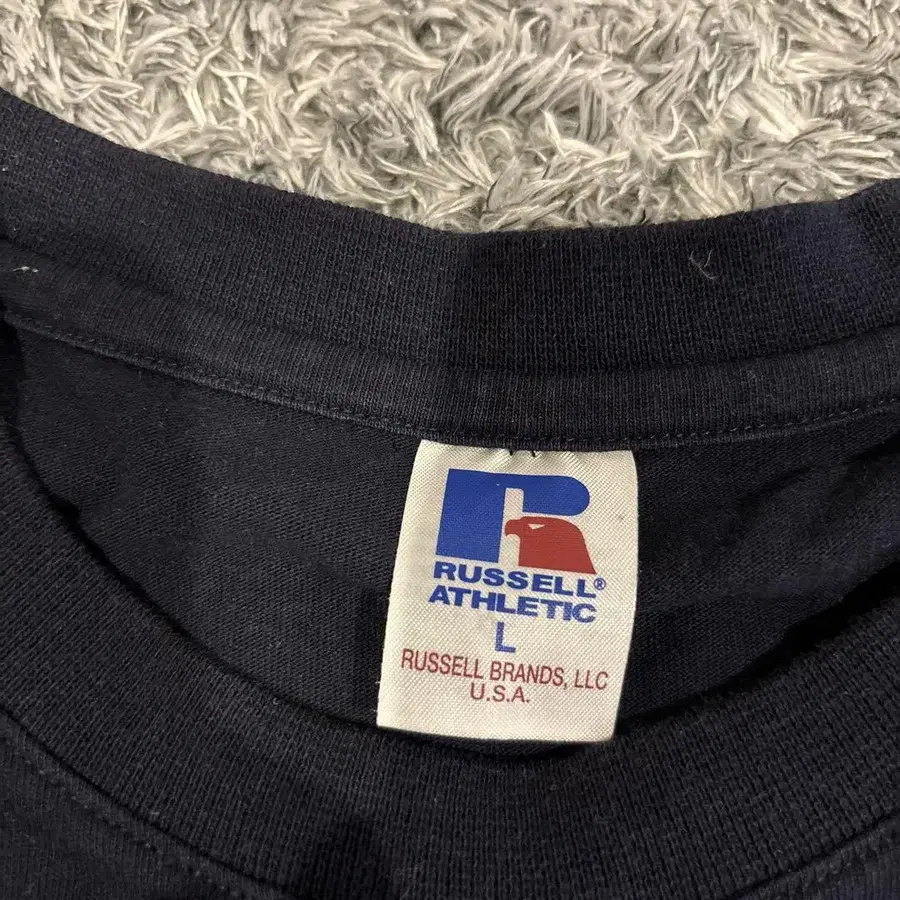 R
RUSSELL®
ATHLETIC
L
RUSSELL BRANDS, LLC
U.S.A.